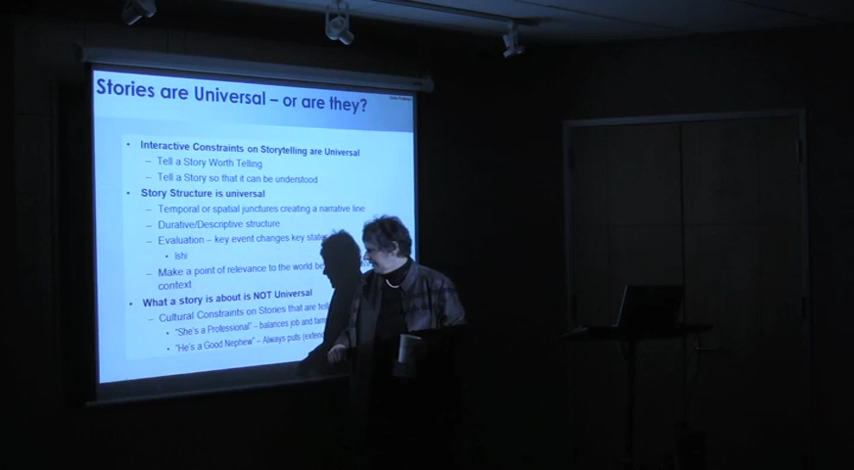 Stories are Universal – or are they?
• Interactive Constraints on Storytelling are Universal
– Tell a Story Worth Telling
– Tell a Story so that it can be understood
• Story Structure is universal
– Temporal or spatial junctures creating a narrative line
– Durative/Descriptive structure
– Evaluation – key event changes key
• Ishi
– Make a point of relevance to the world
context
• What a story is about is NOT Universal
– Cultural Constraints on Stories that are
• "She's a Professional" – balances job and
• "He's a Good Nephew" – Always puts